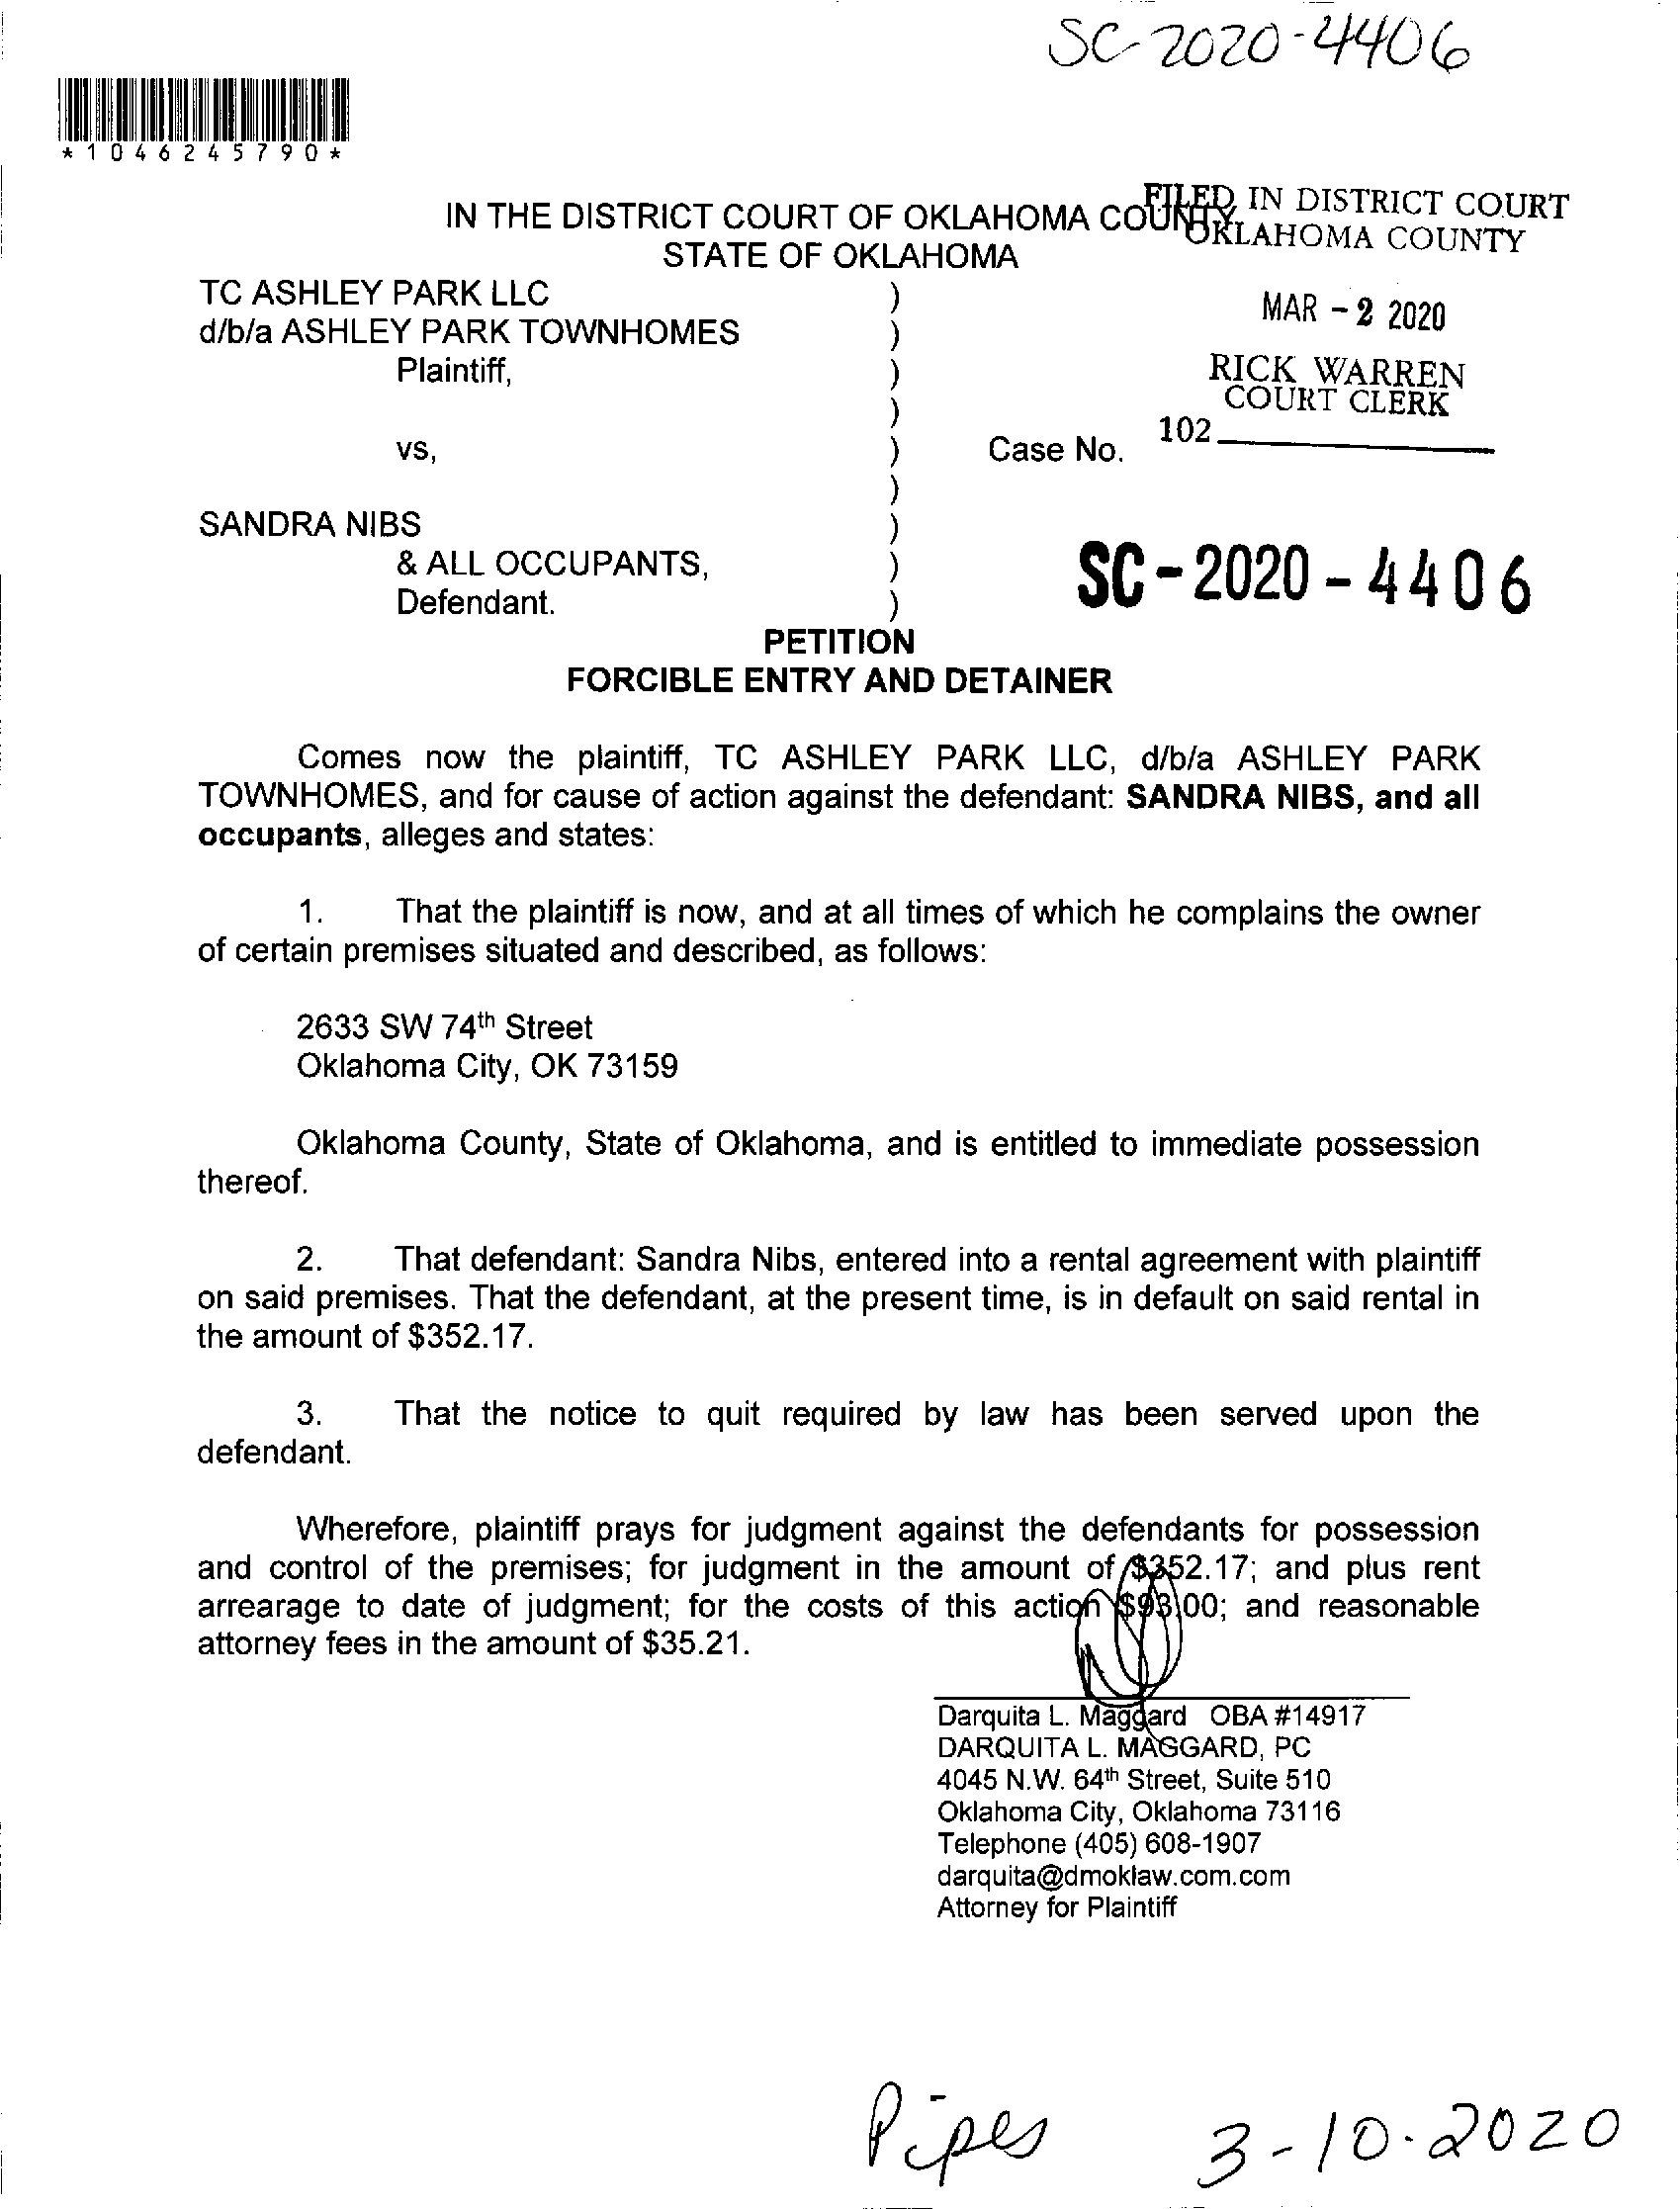 SC-2020-4406
*1046245790*
FILED IN DISTRICT COURT
OKLAHOMA COUNTY
IN THE DISTRICT COURT OF OKLAHOMA COUNTY
STATE OF OKLAHOMA
TC ASHLEY PARK LLC )
MAR - 2 2020
d/b/a ASHLEY PARK TOWNHOMES )
Plaintiff, )
RICK WARREN
COURT CLERK
)
102
vs, ) Case No.
)
SANDRA NIBS )
& ALL OCCUPANTS, )
SC-2020-4406
Defendant. )
PETITION
FORCIBLE ENTRY AND DETAINER
Comes now the plaintiff, TC ASHLEY PARK LLC, d/b/a ASHLEY PARK
TOWNHOMES, and for cause of action against the defendant: SANDRA NIBS, and all
occupants, alleges and states:
1. That the plaintiff is now, and at all times of which he complains the owner
of certain premises situated and described, as follows:
2633 SW 74th Street
Oklahoma City, OK 73159
Oklahoma County, State of Oklahoma, and is entitled to immediate possession
thereof.
2. That defendant: Sandra Nibs, entered into a rental agreement with plaintiff
on said premises. That the defendant, at the present time, is in default on said rental in
the amount of $352.17.
3. That the notice to quit required by law has been served upon the
defendant.
Wherefore, plaintiff prays for judgment against the defendants for possession
and control of the premises; for judgment in the amount of $352.17; and plus rent
arrearage to date of judgment; for the costs of this action $93.00; and reasonable
attorney fees in the amount of $35.21.
Darquita L. Maggard OBA #14917
DARQUITA L. MAGGARD, PC
4045 N.W. 64th Street, Suite 510
Oklahoma City, Oklahoma 73116
Telephone (405) 608-1907
darquita@dmoklaw.com.com
Attorney for Plaintiff
Pipes 3-10-2020